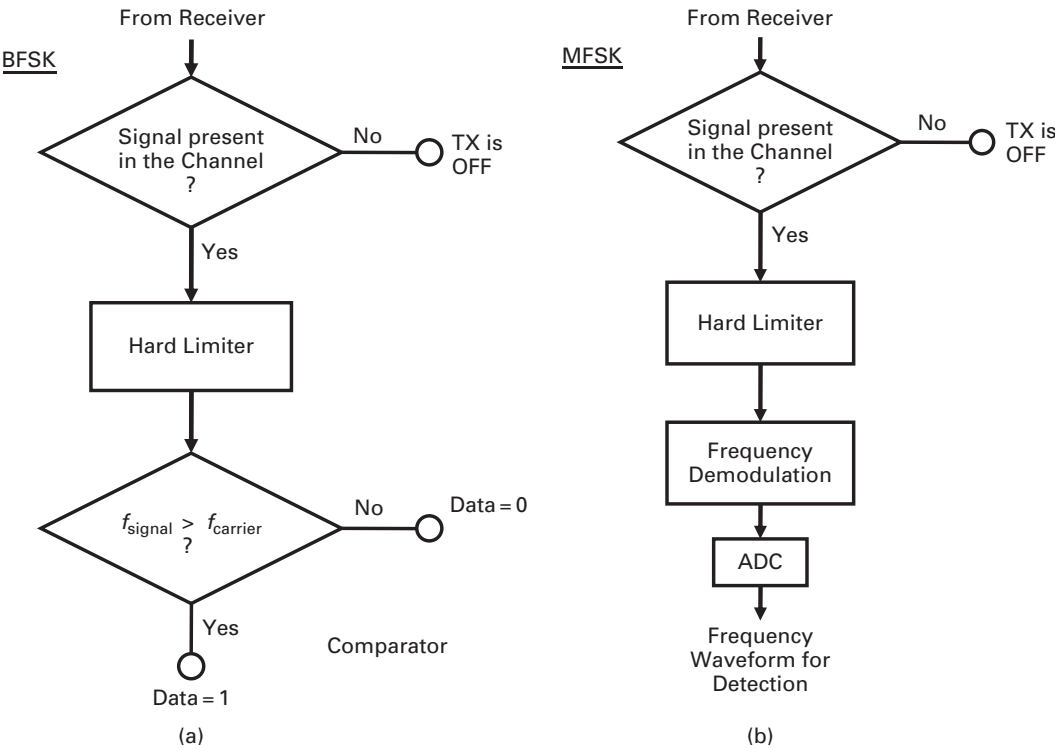 BFSK
From Receiver
Signal present
in the Channel
?
No
TX is
OFF
Yes
Hard Limiter
f signal > f carrier
?
No
Data = 0
Yes
Comparator
Data = 1
(a)
MFSK
From Receiver
Signal present
in the Channel
?
No
TX is
OFF
Yes
Hard Limiter
Frequency
Demodulation
ADC
Frequency
Waveform for
Detection
(b)